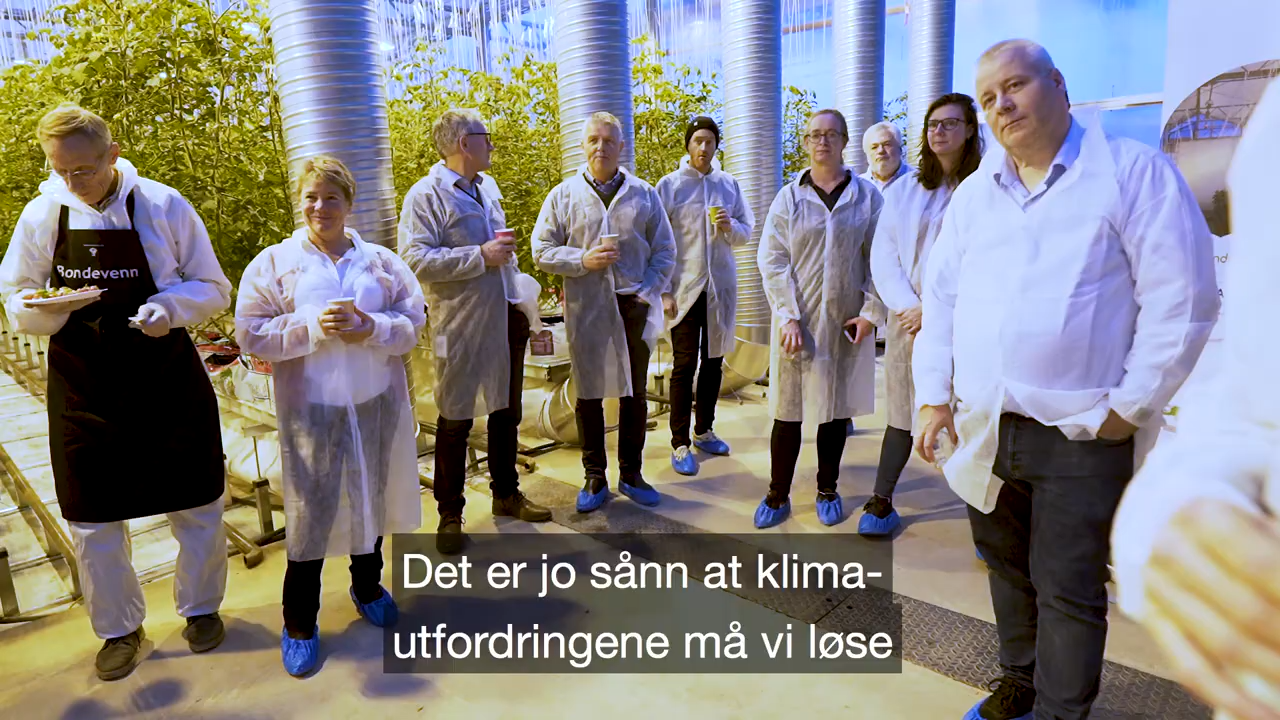 Bondevenn
Det er jo sånn at klima-
utfordringene må vi løse